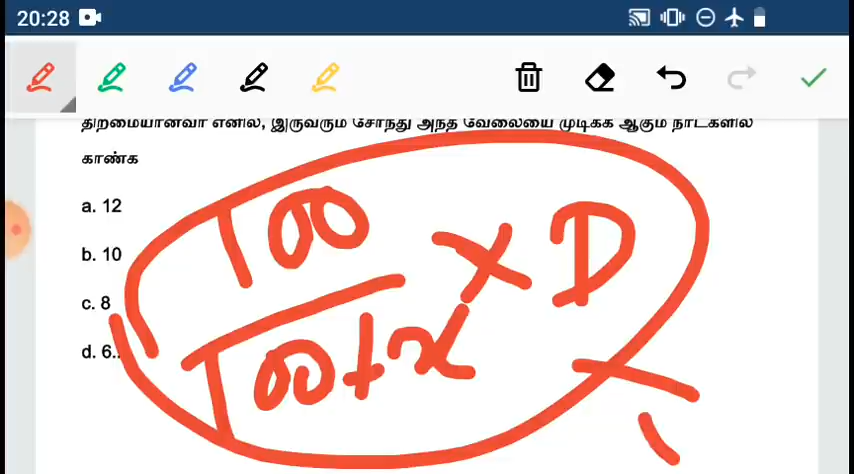 20:28
திறமையானவர் எனில், இருவரும் சேர்ந்து அந்த வேலையை முடிக்க ஆகும் நாட்களில்
காண்க
a. 12
b. 10
c. 8
d. 6..
100
100+x × D